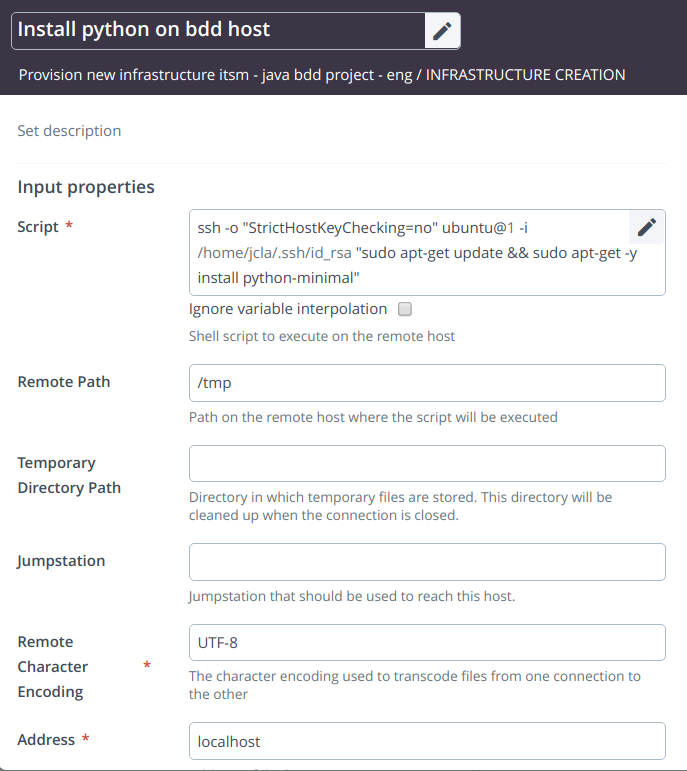 Install python on bdd host
Provision new infrastructure itsm - java bdd project - eng / INFRASTRUCTURE CREATION
Set description
Input properties
Script *
ssh -o "StrictHostKeyChecking=no" ubuntu@1 -i
/home/jcla/.ssh/id_rsa "sudo apt-get update && sudo apt-get -y
install python-minimal"
Ignore variable interpolation
Shell script to execute on the remote host
Remote Path
/tmp
Path on the remote host where the script will be executed
Temporary
Directory Path
Directory in which temporary files are stored. This directory will be
cleaned up when the connection is closed.
Jumpstation
Jumpstation that should be used to reach this host.
Remote
Character *
Encoding
UTF-8
The character encoding used to transcode files from one connection to
the other
Address *
localhost